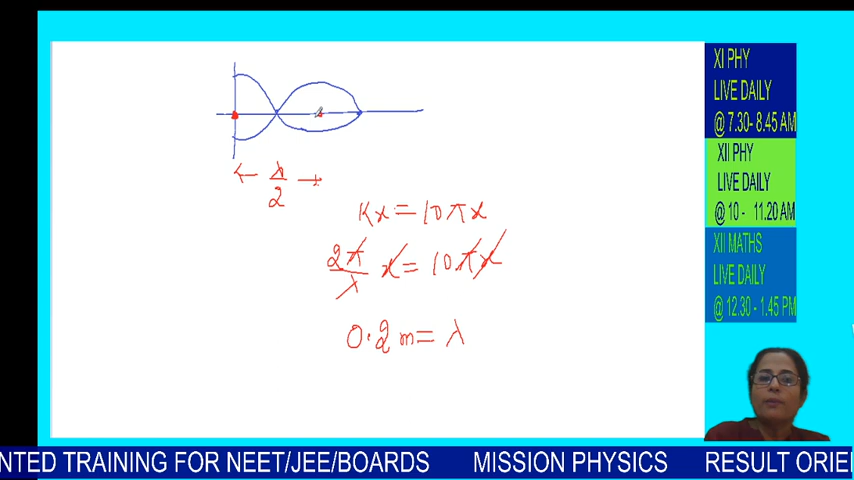 XI PHY
LIVE DAILY
@ 7.30- 8.45 AM
XII PHY
LIVE DAILY
@ 10 - 11.20 AM
XII MATHS
LIVE DAILY
@ 12.30 - 1.45 PM
← λ/2 →
Kx = 10πx
2π/λ x = 10πx
0.2 m = λ
NTED TRAINING FOR NEET/JEE/BOARDS MISSION PHYSICS RESULT ORIE